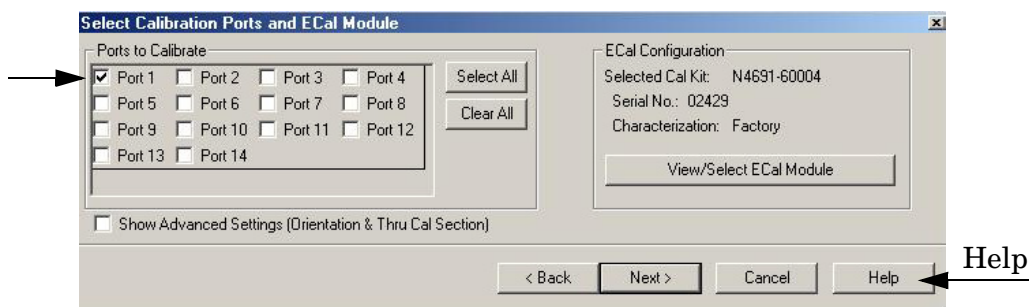 Select Calibration Ports and ECal Module
Ports to Calibrate
Port 1 Port 2 Port 3 Port 4
Port 5 Port 6 Port 7 Port 8
Port 9 Port 10 Port 11 Port 12
Port 13 Port 14
Select All
Clear All
ECal Configuration
Selected Cal Kit: N4691-60004
Serial No.: 02429
Characterization: Factory
View/Select ECal Module
Show Advanced Settings (Orientation & Thru Cal Section)
< Back Next > Cancel Help
Help